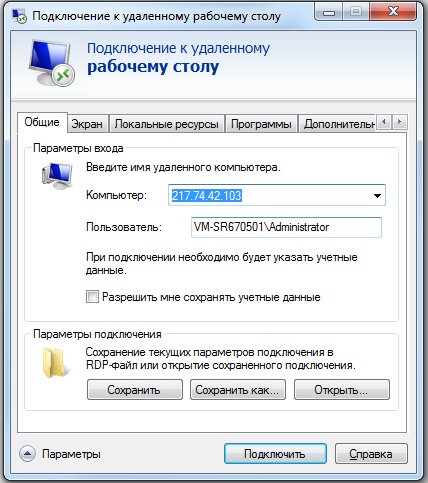 Подключение к удаленному рабочему столу
Подключение к удаленному
рабочему столу
Общие Экран Локальные ресурсы Программы Дополнительн
Параметры входа
Введите имя удаленного компьютера.
Компьютер: 217.74.42.103
Пользователь: VM-SR670501\Administrator
При подключении необходимо будет указать учетные
данные.
Разрешить мне сохранять учетные данные
Параметры подключения
Сохранение текущих параметров подключения в
RDP-файл или открытие сохраненного подключения.
Сохранить Сохранить как... Открыть...
Параметры Подключить Справка